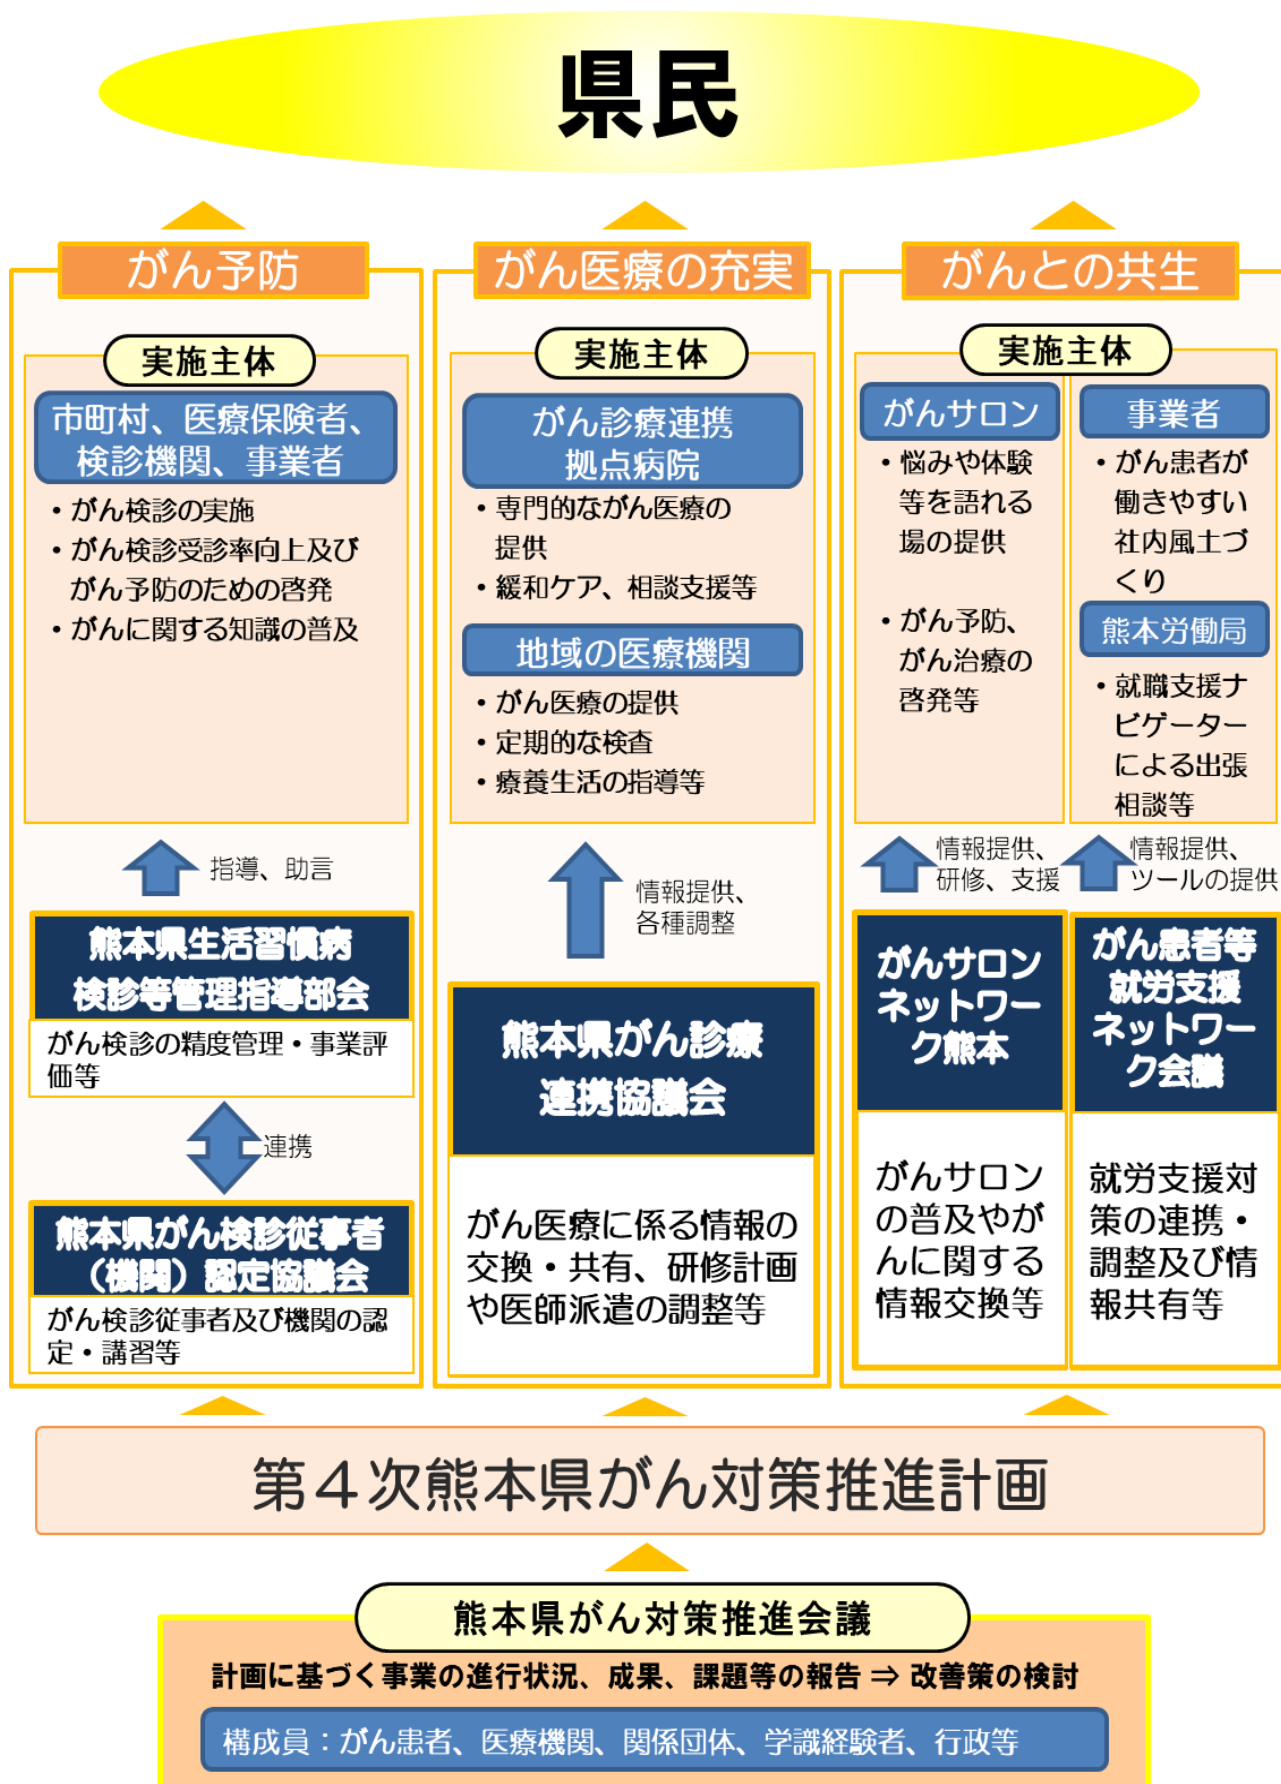 県民
がん予防
実施主体
市町村、医療保険者、
検診機関、事業者
・がん検診の実施
・がん検診受診率向上及び
がん予防のための啓発
・がんに関する知識の普及
指導、助言
熊本県生活習慣病
検診等管理指導部会
がん検診の精度管理・事業評
価等
連携
熊本県がん検診従事者
（機関）認定協議会
がん検診従事者及び機関の認
定・講習等
がん医療の充実
実施主体
がん診療連携
拠点病院
・専門的ながん医療の
提供
・緩和ケア、相談支援等
地域の医療機関
・がん医療の提供
・定期的な検査
・療養生活の指導等
情報提供、
各種調整
熊本県がん診療
連携協議会
がん医療に係る情報の
交換・共有、研修計画
や医師派遣の調整等
がんとの共生
実施主体
がんサロン
・悩みや体験
等を語れる
場の提供
・がん予防、
がん治療の
啓発等
情報提供、
研修、支援
がんサロン
ネットワー
ク熊本
がんサロン
の普及やが
んに関する
情報交換等
事業者
・がん患者が
働きやすい
社内風土づ
くり
熊本労働局
・就職支援ナ
ビゲーター
による出張
相談等
情報提供、
ツールの提供
がん患者等
就労支援
ネットワー
ク会議
就労支援対
策の連携・
調整及び情
報共有等
第４次熊本県がん対策推進計画
熊本県がん対策推進会議
計画に基づく事業の進行状況、成果、課題等の報告 ⇒ 改善策の検討
構成員：がん患者、医療機関、関係団体、学識経験者、行政等